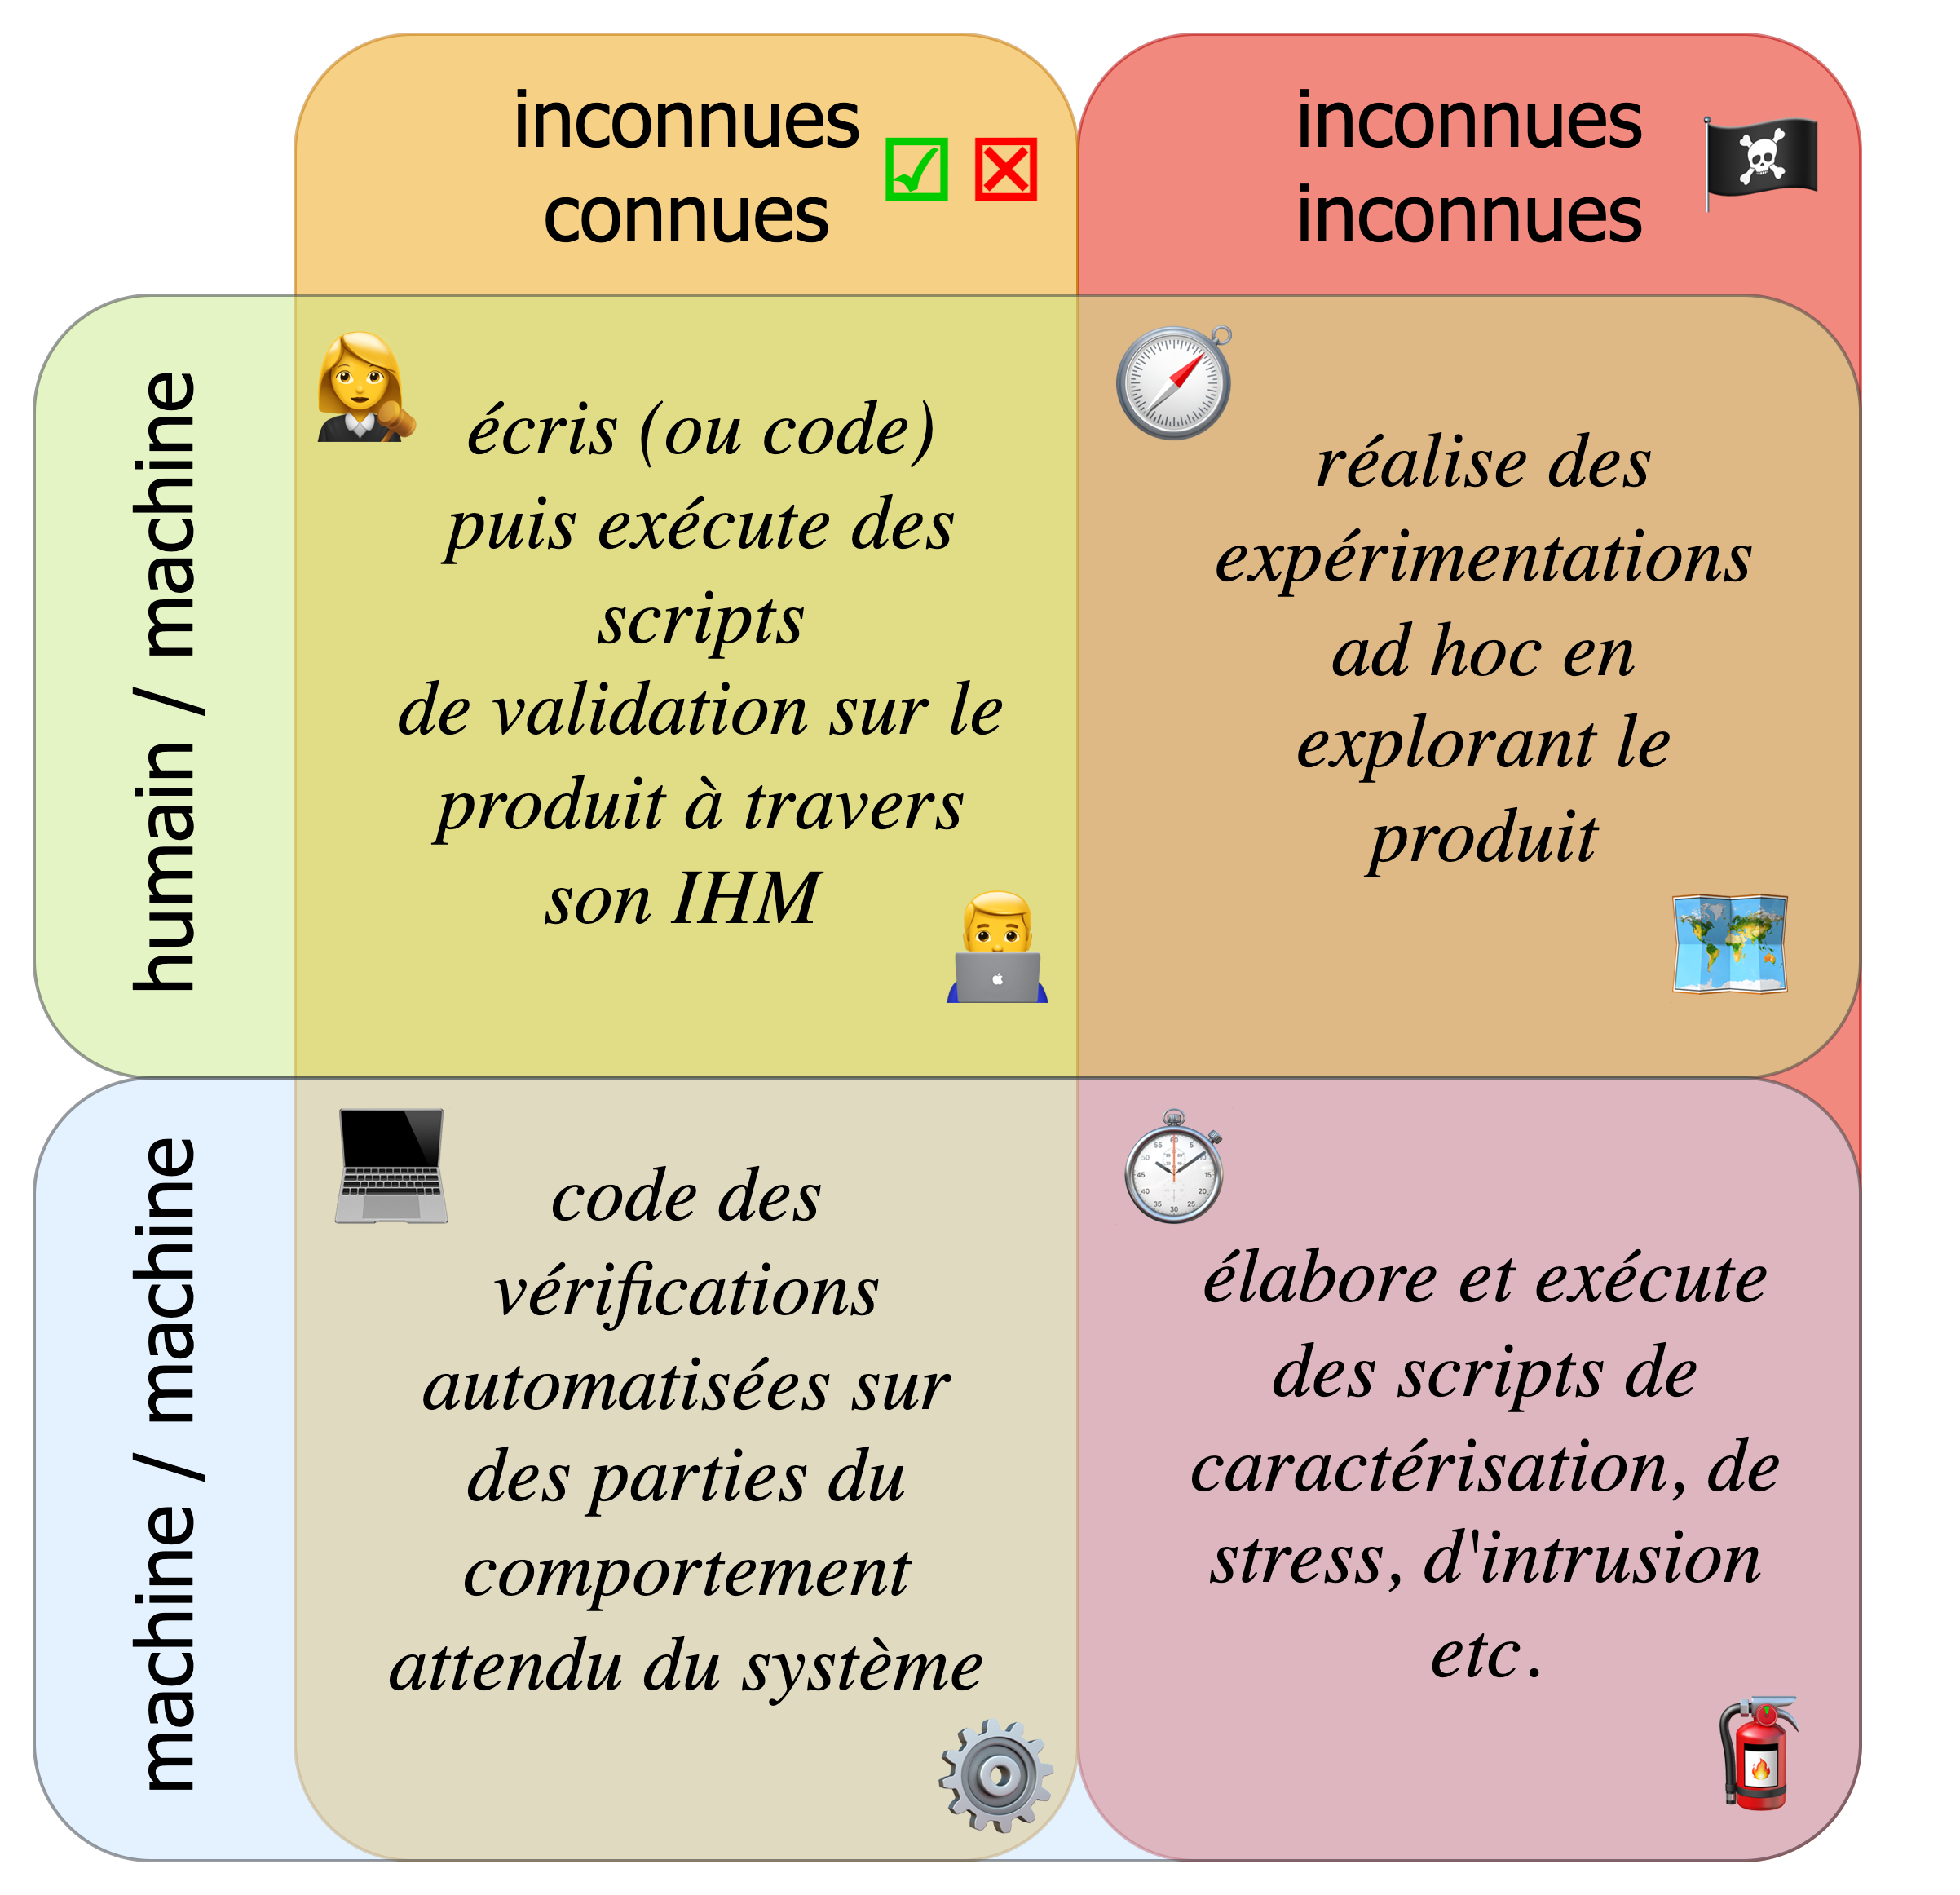 inconnues
connues
inconnues
inconnues
humain / machine
écris (ou code)
puis exécute des
scripts
de validation sur le
produit à travers
son IHM
réalise des
expérimentations
ad hoc en
explorant le
produit
machine / machine
code des
vérifications
automatisées sur
des parties du
comportement
attendu du système
élabore et exécute
des scripts de
caractérisation, de
stress, d'intrusion
etc.